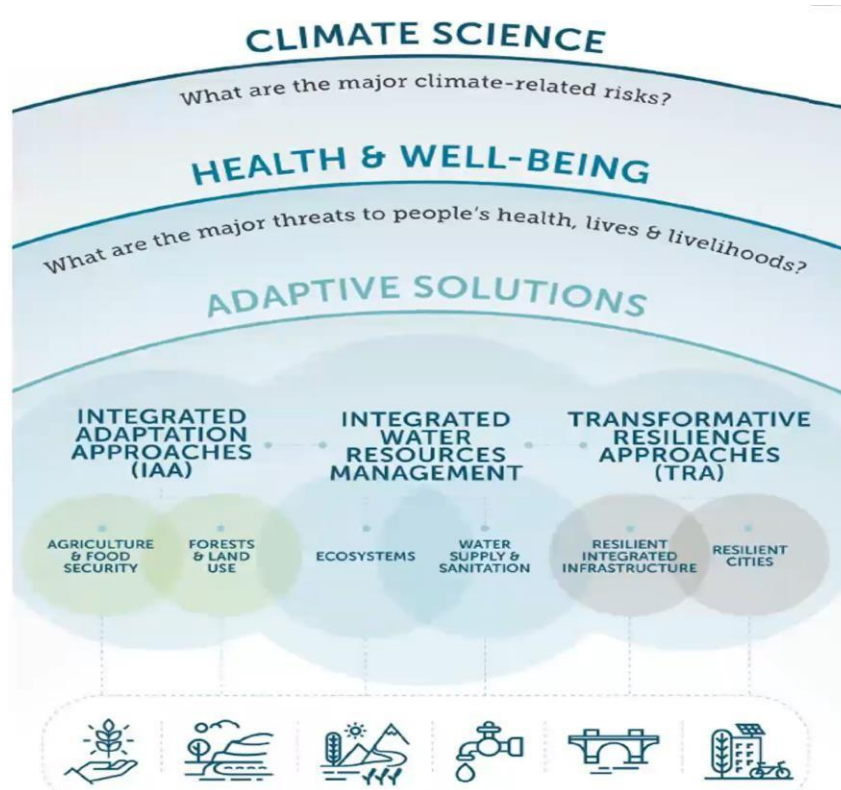 CLIMATE SCIENCE
What are the major climate-related risks?
HEALTH & WELL-BEING
What are the major threats to people's health, lives & livelihoods?
ADAPTIVE SOLUTIONS
INTEGRATED
ADAPTATION
APPROACHES
(IAA)
INTEGRATED
WATER
RESOURCES
MANAGEMENT
TRANSFORMATIVE
RESILIENCE
APPROACHES
(TRA)
AGRICULTURE
& FOOD
SECURITY
FORESTS
& LAND
USE
ECOSYSTEMS
WATER
SUPPLY &
SANITATION
RESILIENT
INTEGRATED
INFRASTRUCTURE
RESILIENT
CITIES